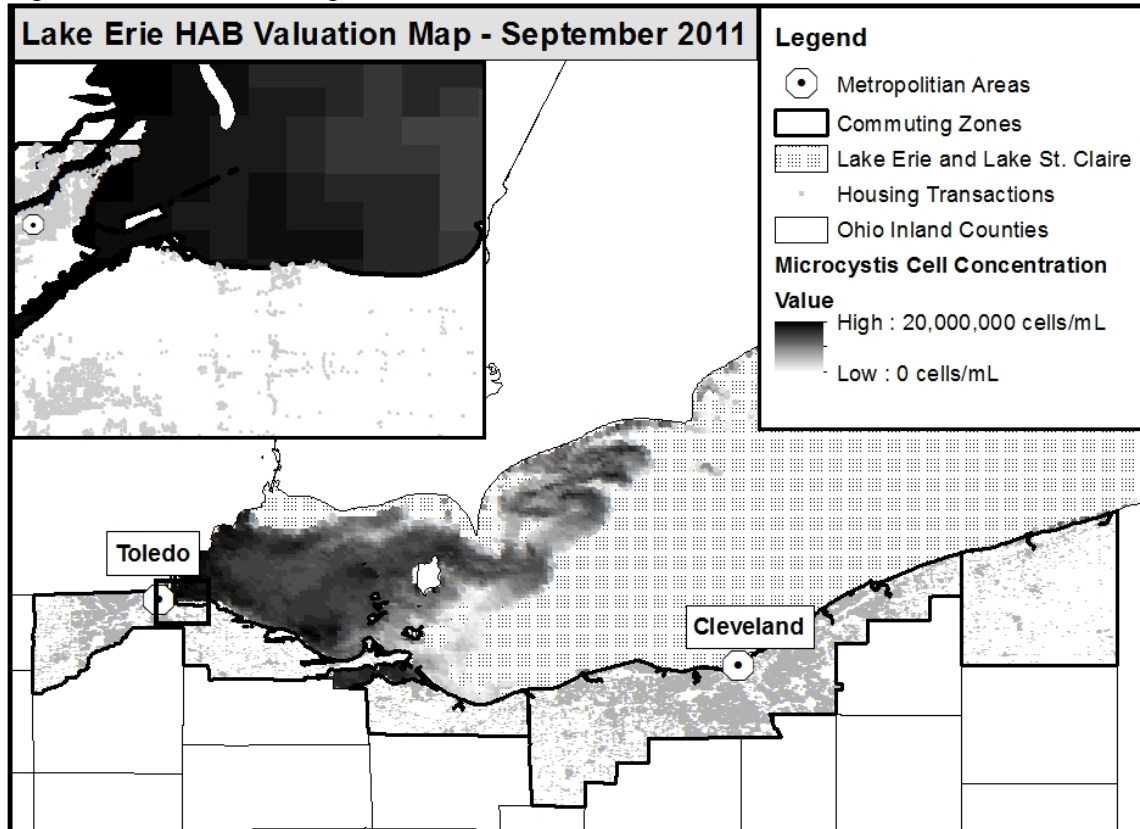 Lake Erie HAB Valuation Map - September 2011
Legend
Metropolitian Areas
Commuting Zones
Lake Erie and Lake St. Claire
Housing Transactions
Ohio Inland Counties
Microcystis Cell Concentration
Value
High : 20,000,000 cells/mL
Low : 0 cells/mL
Toledo
Cleveland